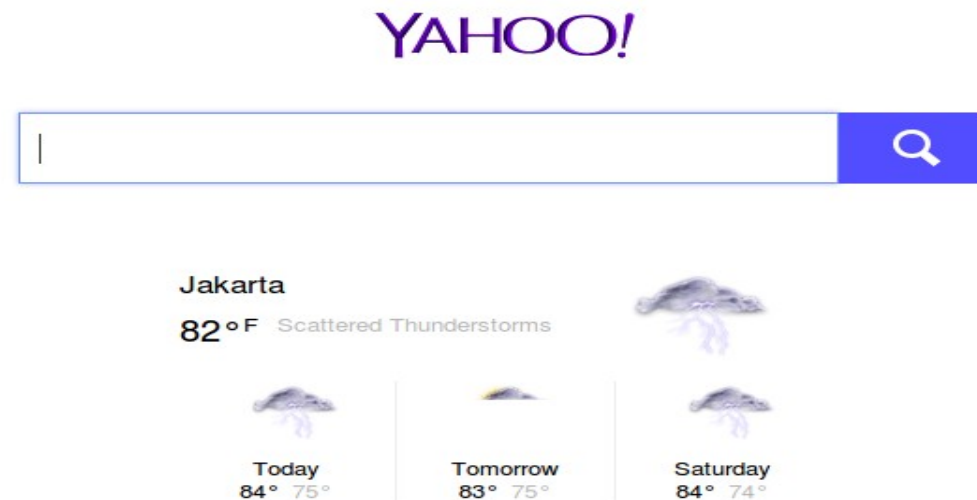 YAHOO!
Jakarta
82°F Scattered Thunderstorms
Today Tomorrow Saturday
84° 75° 83° 75° 84° 74°